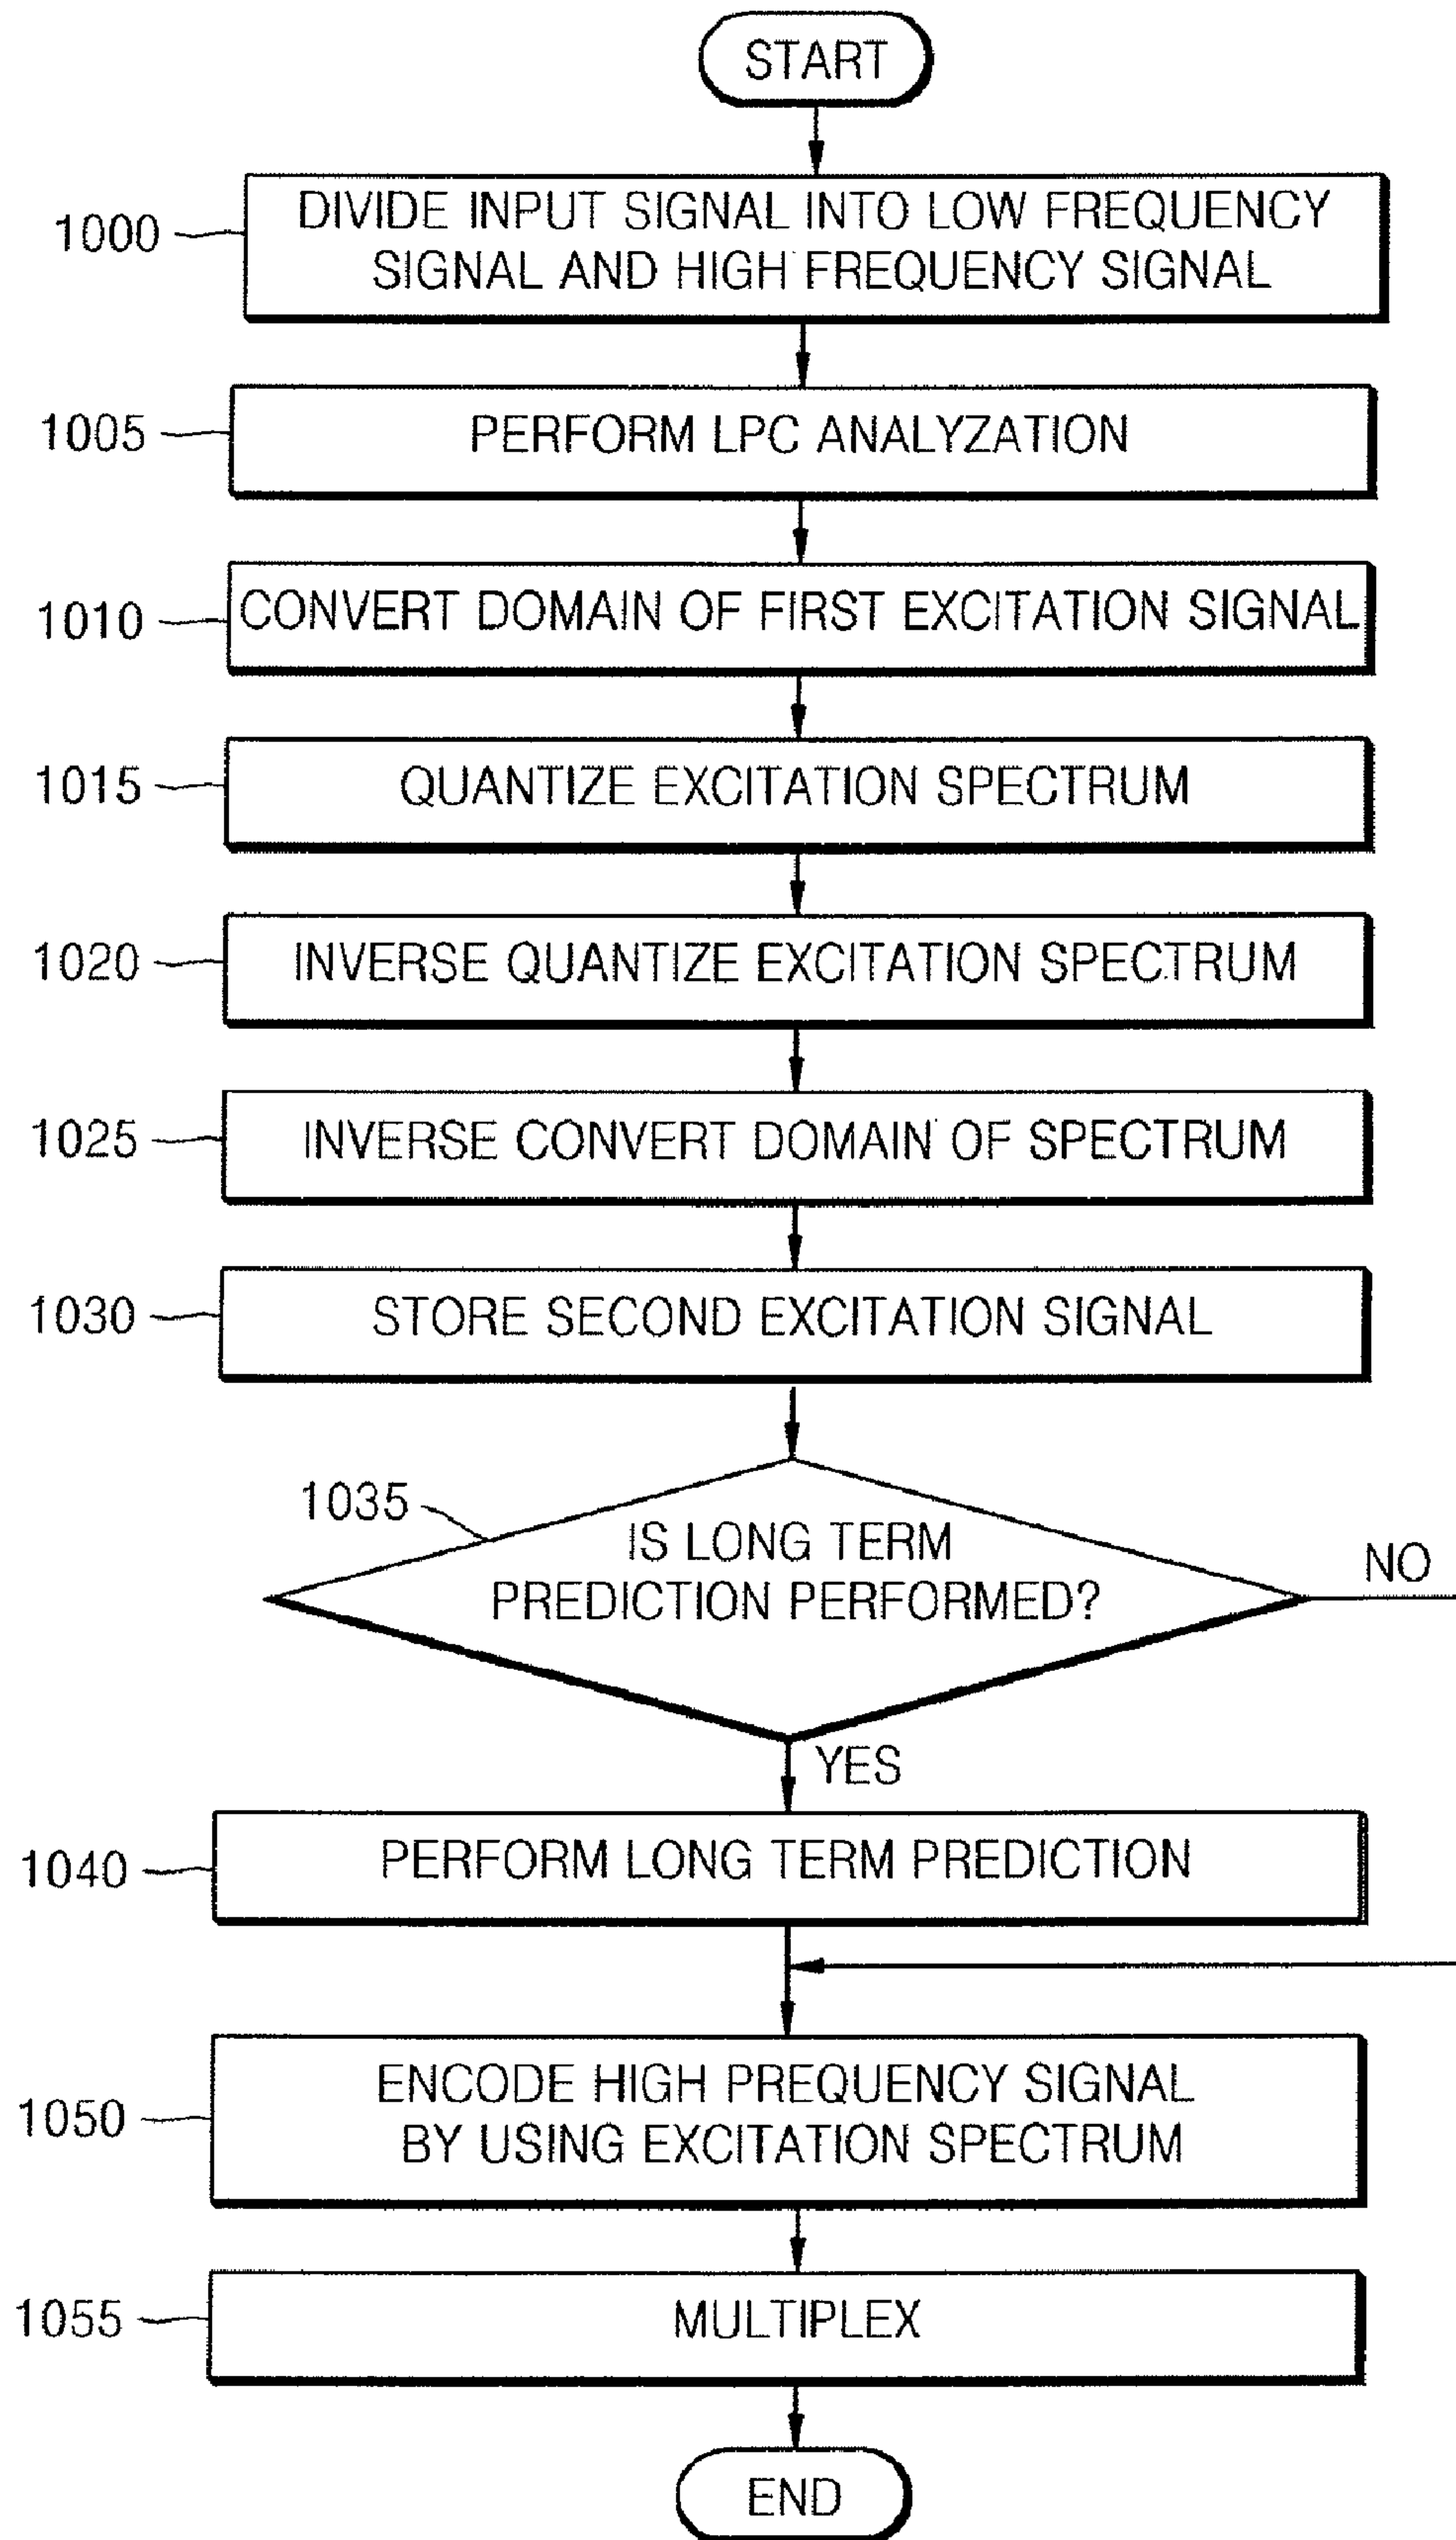 START
1000
DIVIDE INPUT SIGNAL INTO LOW FREQUENCY
SIGNAL AND HIGH FREQUENCY SIGNAL
1005
PERFORM LPC ANALYZATION
1010
CONVERT DOMAIN OF FIRST EXCITATION SIGNAL
1015
QUANTIZE EXCITATION SPECTRUM
1020
INVERSE QUANTIZE EXCITATION SPECTRUM
1025
INVERSE CONVERT DOMAIN OF SPECTRUM
1030
STORE SECOND EXCITATION SIGNAL
1035
IS LONG TERM
PREDICTION PERFORMED?
NO
YES
1040
PERFORM LONG TERM PREDICTION
1050
ENCODE HIGH PREQUENCY SIGNAL
BY USING EXCITATION SPECTRUM
1055
MULTIPLEX
END